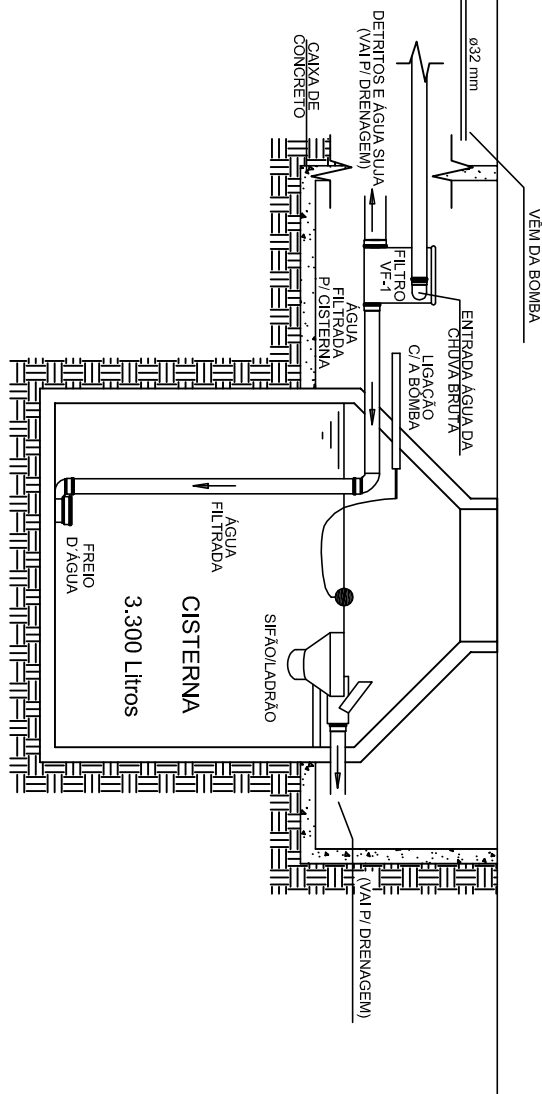 VÊM DA BOMBA
ø32 mm
DETRITOS E ÁGUA SUJA
(VAI P/ DRENAGEM)
CAIXA DE
CONCRETO
ENTRADA ÁGUA DA
CHUVA BRUTA
FILTRO
VF-1
LIGAÇÃO
C/ A BOMBA
ÁGUA
FILTRADA
P/ CISTERNA
SIFÃO/LADRÃO
(VAI P/ DRENAGEM)
ÁGUA
FILTRADA
CISTERNA
3.300 Litros
FREIO
D'ÁGUA